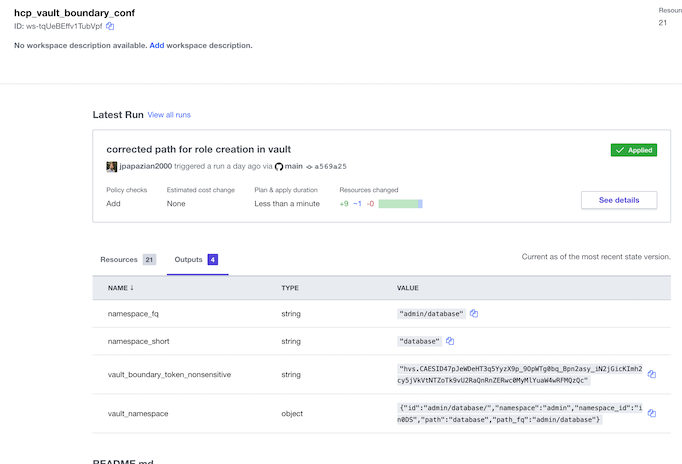 hcp_vault_boundary_conf
Resoun
ID: ws-tqUeBEffv1TubVpf
21
No workspace description available. Add workspace description.
Latest Run View all runs
corrected path for role creation in vault
Applied
jpapazian2000 triggered a run a day ago via main a569a25
Policy checks Estimated cost change Plan & apply duration Resources changed
Add None Less than a minute +9 ~1 -0
See details
Resources 21 Outputs 4
Current as of the most recent state version.
NAME ↓ TYPE VALUE
namespace_fq string "admin/database"
namespace_short string "database"
vault_boundary_token_nonsensitive string
vault_namespace object {"id":"admin/database/","namespace":"admin","namespace_id":"i
n0DS","path":"database","path_fq":"admin/database"}
README.md